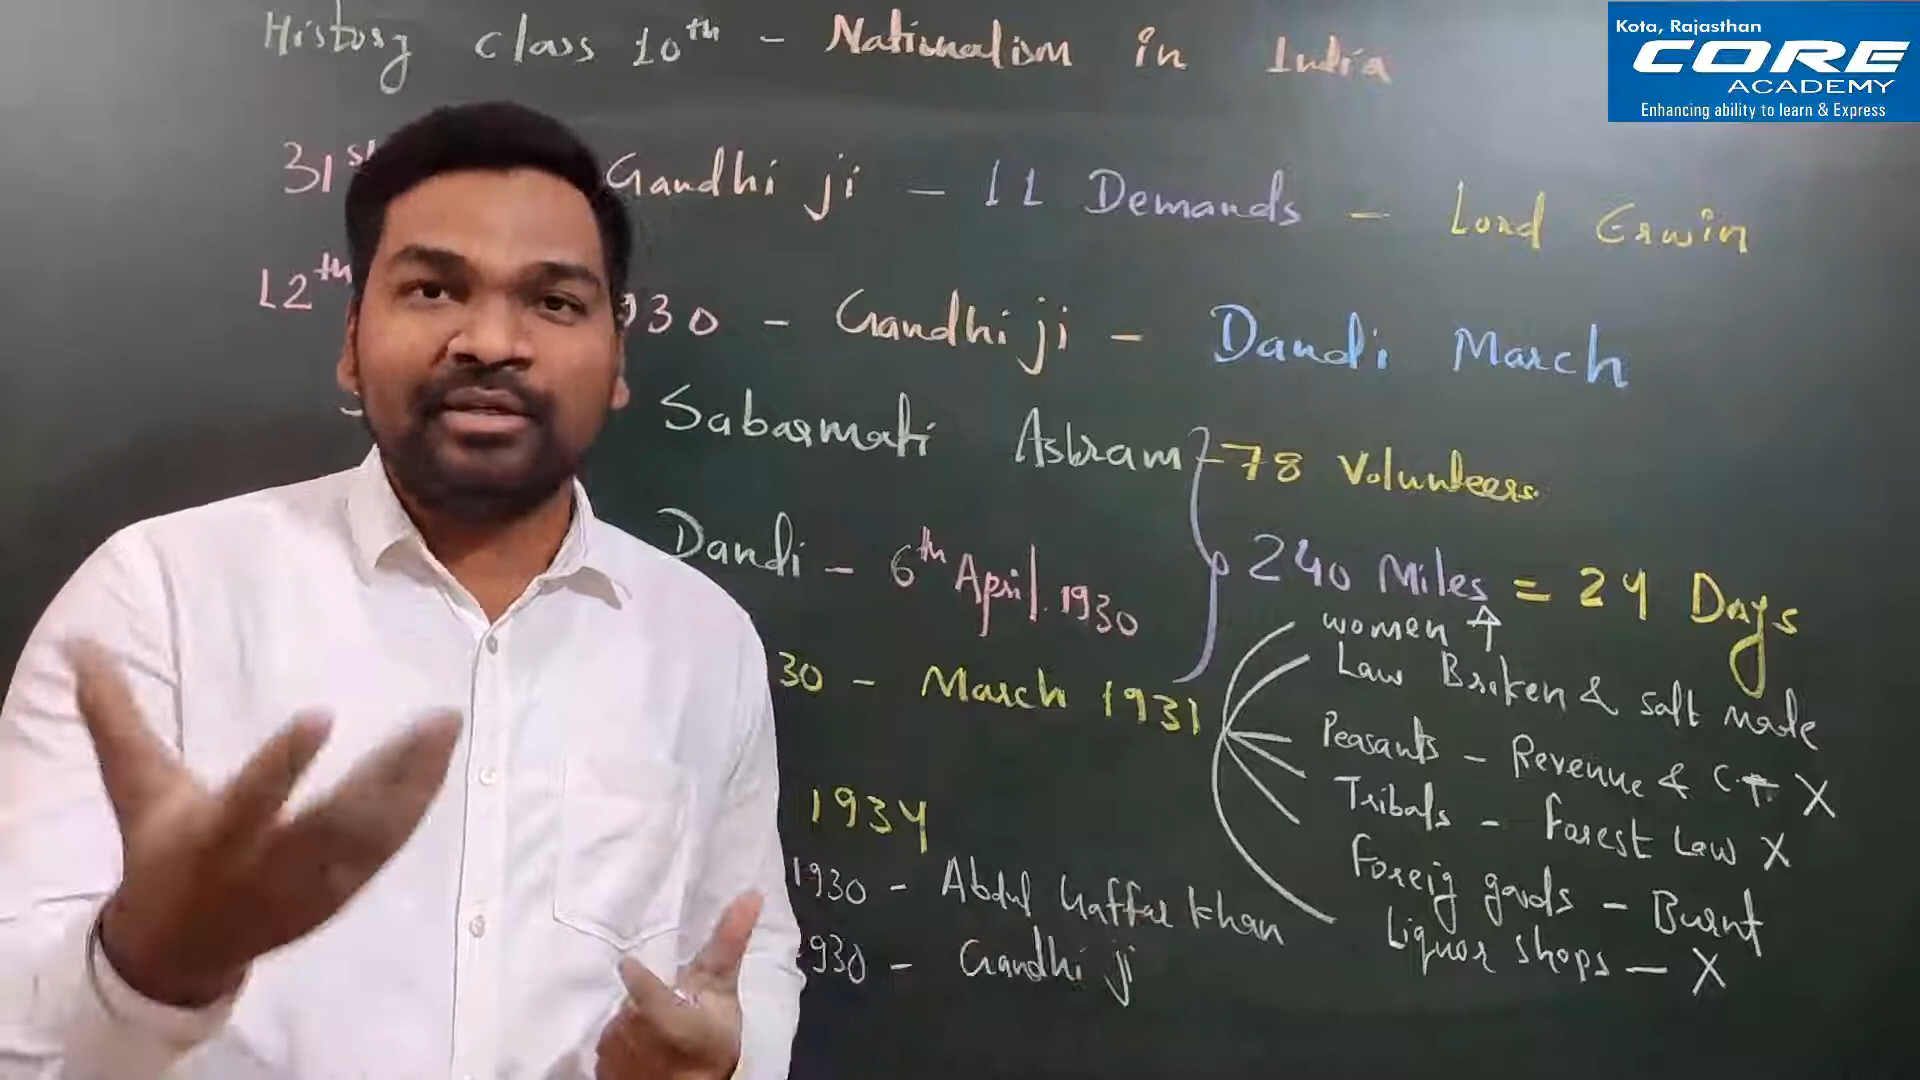 History class 10th - Nationalism in India
Kota, Rajasthan
CORE
ACADEMY
Enhancing ability to learn & Express
31st Gandhi ji - 11 Demands - Lord Erwin
12th 930 - Gandhi ji - Dandi March
Sabarmati Ashram - 78 Volunteers
Dandi - 6th April 1930
240 Miles = 24 Days
women ↑
Law Broken & salt made
30 - March 1931
Peasants - Revenue & C.T X
Tribals - Forest Law X
1934
Foreig goods - Burnt
1930 - Abdul Gaffar Khan
Liquor shops - X
1930 - Gandhi ji